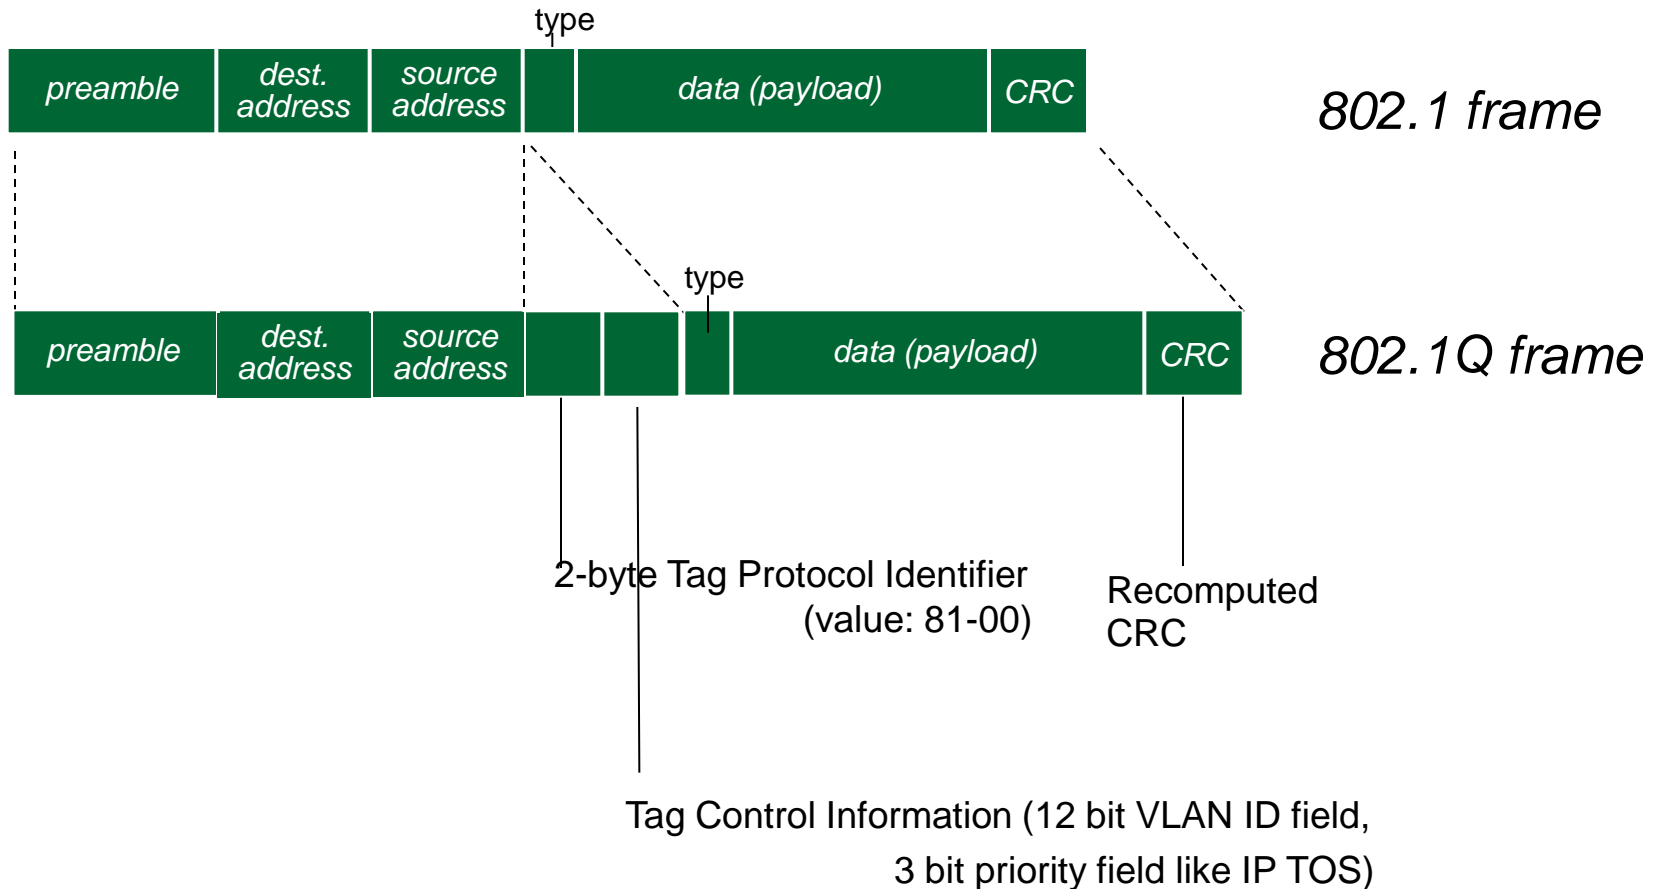 type
preamble
dest.
address
source
address
data (payload)
CRC
802.1 frame
type
preamble
dest.
address
source
address
data (payload)
CRC
802.1Q frame
2-byte Tag Protocol Identifier
(value: 81-00)
Recomputed
CRC
Tag Control Information (12 bit VLAN ID field,
3 bit priority field like IP TOS)